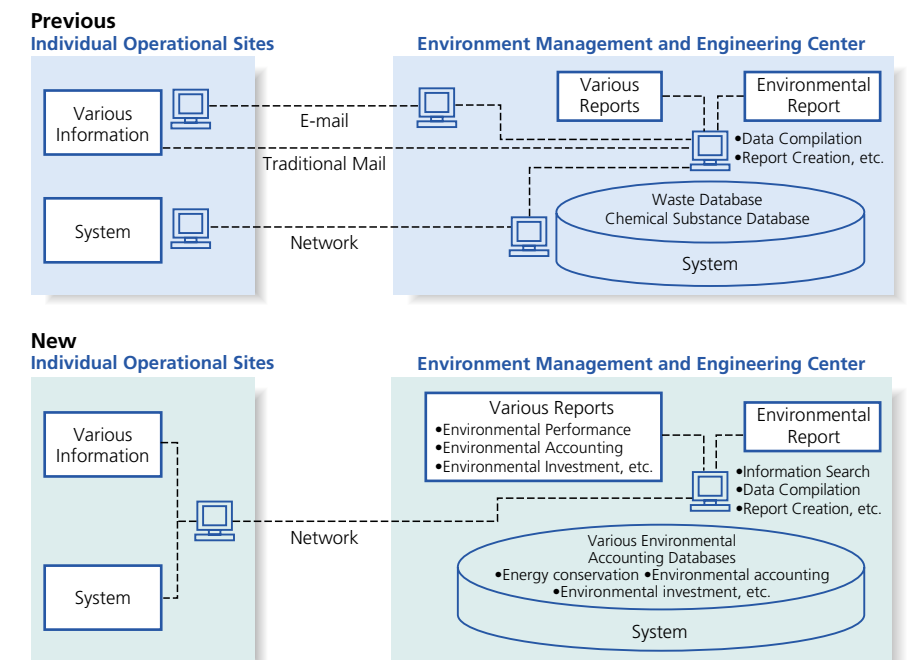 Previous
Individual Operational Sites
Environment Management and Engineering Center
Various
Information
E-mail
Traditional Mail
System
Network
Various
Reports
Environmental
Report
•Data Compilation
•Report Creation, etc.
Waste Database
Chemical Substance Database
System
New
Individual Operational Sites
Environment Management and Engineering Center
Various
Information
System
Network
Various Reports
•Environmental Performance
•Environmental Accounting
•Environmental Investment, etc.
Environmental
Report
•Information Search
•Data Compilation
•Report Creation, etc.
Various Environmental
Accounting Databases
•Energy conservation •Environmental accounting
•Environmental investment, etc.
System